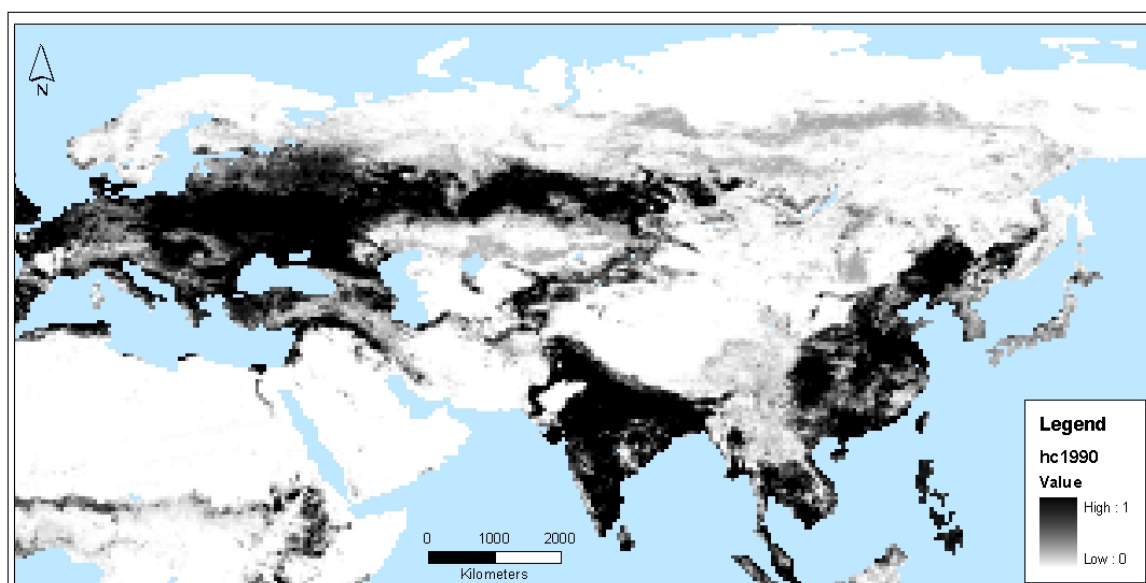 N
Legend
hc1990
Value
High : 1
Low : 0
0 1000 2000
Kilometers